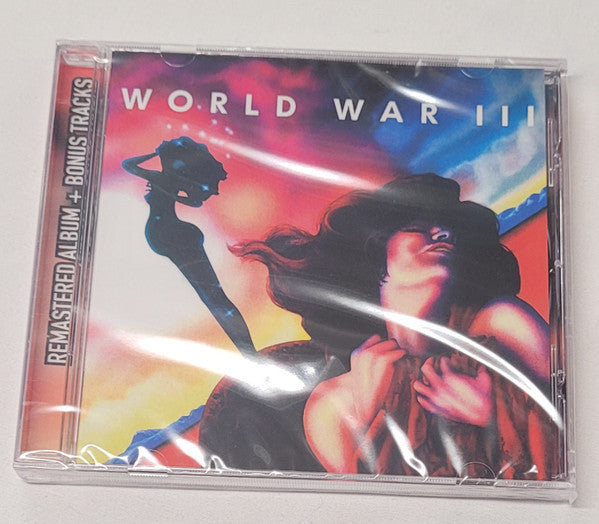 WORLD WAR III
REMASTERED ALBUM + BONUS TRACKS